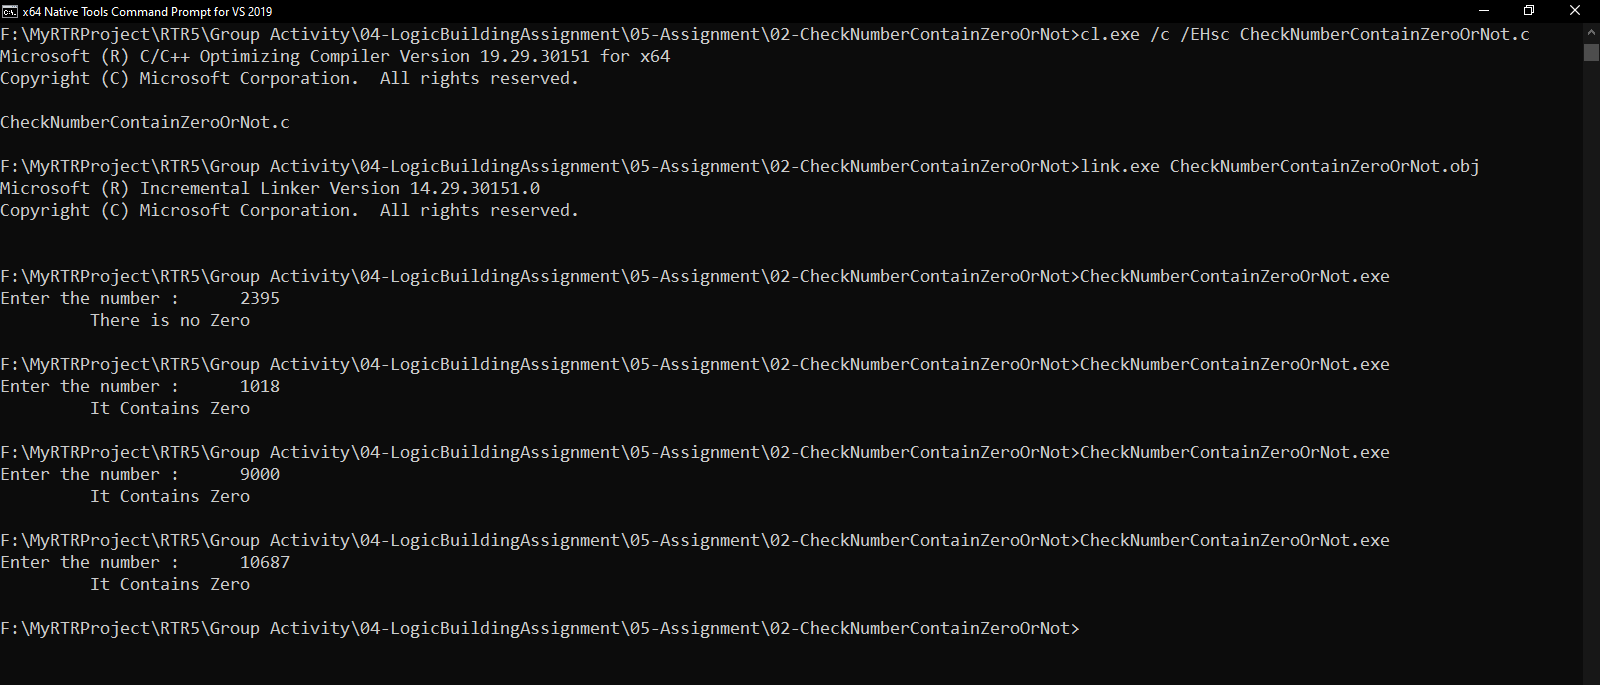 x64 Native Tools Command Prompt for VS 2019
F:\MyRTRProject\RTR5\Group Activity\04-LogicBuildingAssignment\05-Assignment\02-CheckNumberContainZeroOrNot>cl.exe /c /EHsc CheckNumberContainZeroOrNot.c
Microsoft (R) C/C++ Optimizing Compiler Version 19.29.30151 for x64
Copyright (C) Microsoft Corporation.  All rights reserved.
CheckNumberContainZeroOrNot.c
F:\MyRTRProject\RTR5\Group Activity\04-LogicBuildingAssignment\05-Assignment\02-CheckNumberContainZeroOrNot>link.exe CheckNumberContainZeroOrNot.obj
Microsoft (R) Incremental Linker Version 14.29.30151.0
Copyright (C) Microsoft Corporation.  All rights reserved.
F:\MyRTRProject\RTR5\Group Activity\04-LogicBuildingAssignment\05-Assignment\02-CheckNumberContainZeroOrNot>CheckNumberContainZeroOrNot.exe
Enter the number :      2395
There is no Zero
F:\MyRTRProject\RTR5\Group Activity\04-LogicBuildingAssignment\05-Assignment\02-CheckNumberContainZeroOrNot>CheckNumberContainZeroOrNot.exe
Enter the number :      1018
It Contains Zero
F:\MyRTRProject\RTR5\Group Activity\04-LogicBuildingAssignment\05-Assignment\02-CheckNumberContainZeroOrNot>CheckNumberContainZeroOrNot.exe
Enter the number :      9000
It Contains Zero
F:\MyRTRProject\RTR5\Group Activity\04-LogicBuildingAssignment\05-Assignment\02-CheckNumberContainZeroOrNot>CheckNumberContainZeroOrNot.exe
Enter the number :      10687
It Contains Zero
F:\MyRTRProject\RTR5\Group Activity\04-LogicBuildingAssignment\05-Assignment\02-CheckNumberContainZeroOrNot>